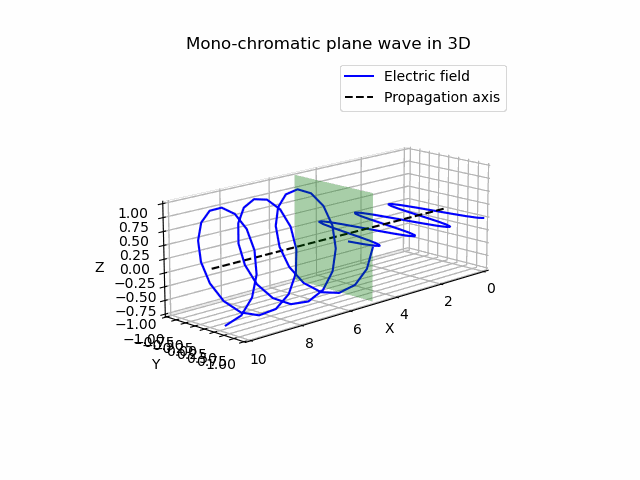 Mono-chromatic plane wave in 3D
Electric field
Propagation axis
1.00
0.75
0.50
0.25
0.00
−0.25
−0.50
−0.75
−1.00
Z
−1.00
1.00
Y
10
8
6
4
2
0
X